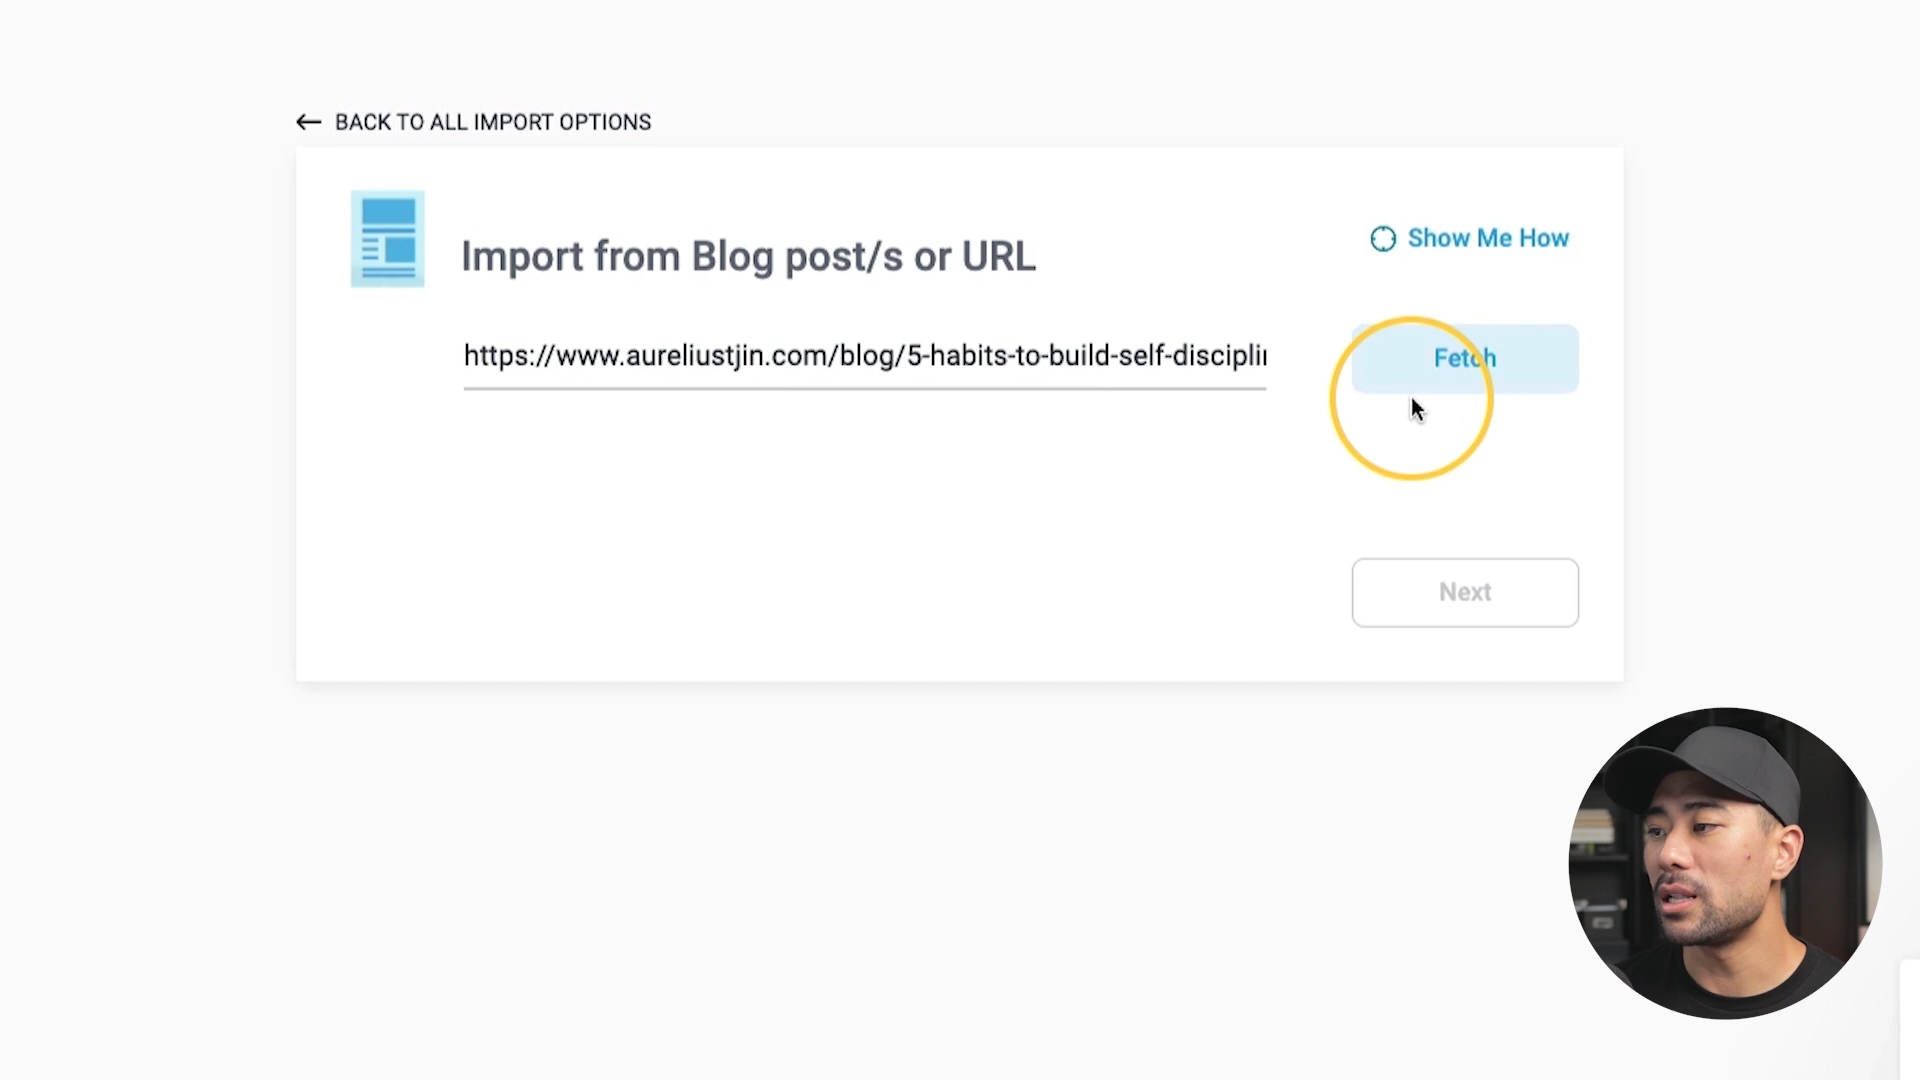 BACK TO ALL IMPORT OPTIONS
Import from Blog post/s or URL
Show Me How
https://www.aureliustjin.com/blog/5-habits-to-build-self-disciplin
Fetch
Next